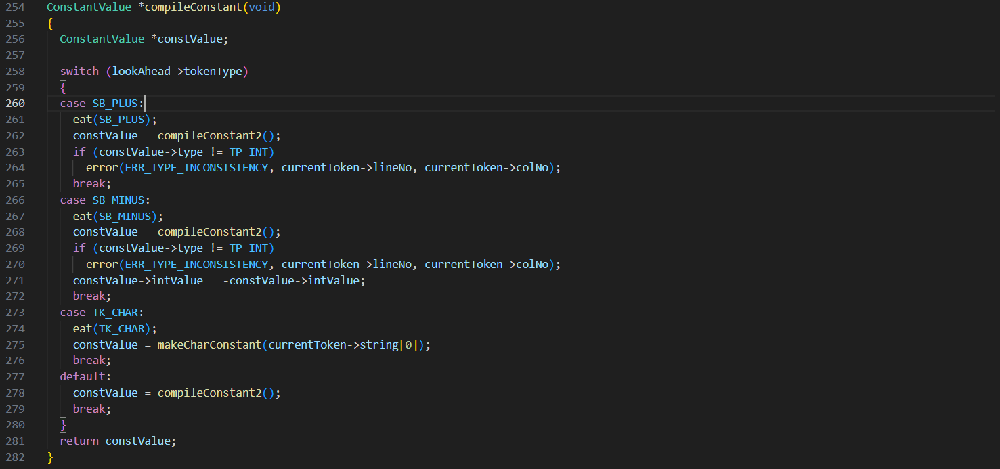 254 ConstantValue *compileConstant(void)
255 {
256   ConstantValue *constValue;
257
258   switch (lookAhead->tokenType)
259   {
260   case SB_PLUS:
261     eat(SB_PLUS);
262     constValue = compileConstant2();
263     if (constValue->type != TP_INT)
264       error(ERR_TYPE_INCONSISTENCY, currentToken->lineNo, currentToken->colNo);
265     break;
266   case SB_MINUS:
267     eat(SB_MINUS);
268     constValue = compileConstant2();
269     if (constValue->type != TP_INT)
270       error(ERR_TYPE_INCONSISTENCY, currentToken->lineNo, currentToken->colNo);
271     constValue->intValue = -constValue->intValue;
272     break;
273   case TK_CHAR:
274     eat(TK_CHAR);
275     constValue = makeCharConstant(currentToken->string[0]);
276     break;
277   default:
278     constValue = compileConstant2();
279     break;
280   }
281   return constValue;
282 }